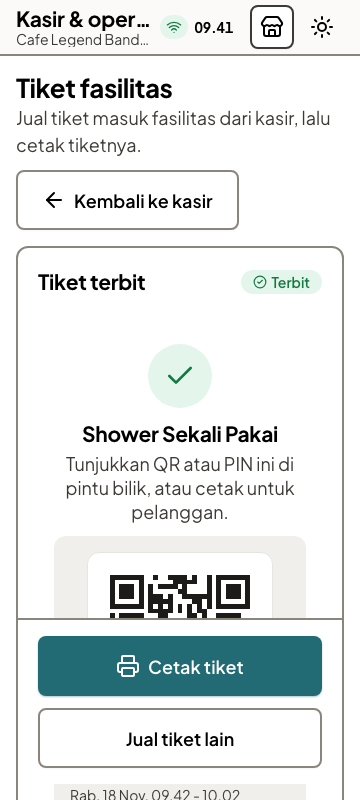 Kasir & oper...
Cafe Legend Band...
09.41
Tiket fasilitas
Jual tiket masuk fasilitas dari kasir, lalu
cetak tiketnya.
Kembali ke kasir
Tiket terbit
Terbit
Shower Sekali Pakai
Tunjukkan QR atau PIN ini di
pintu bilik, atau cetak untuk
pelanggan.
Cetak tiket
Jual tiket lain
Rab, 18 Nov, 09.42 - 10.02